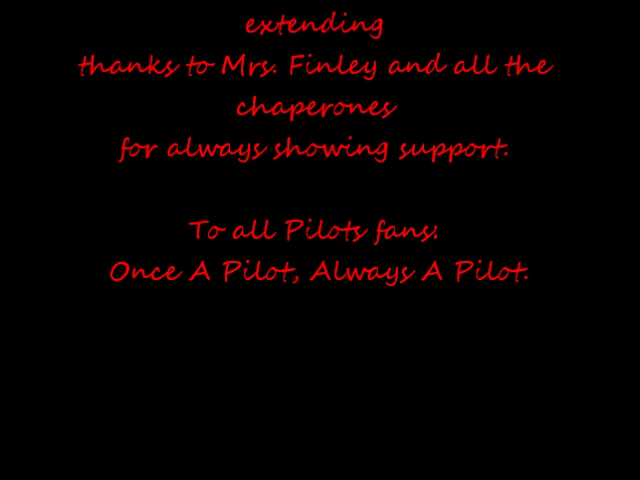 extending
thanks to Mrs. Finley and all the
chaperones
for always showing support.
To all Pilots fans:
Once A Pilot, Always A Pilot.